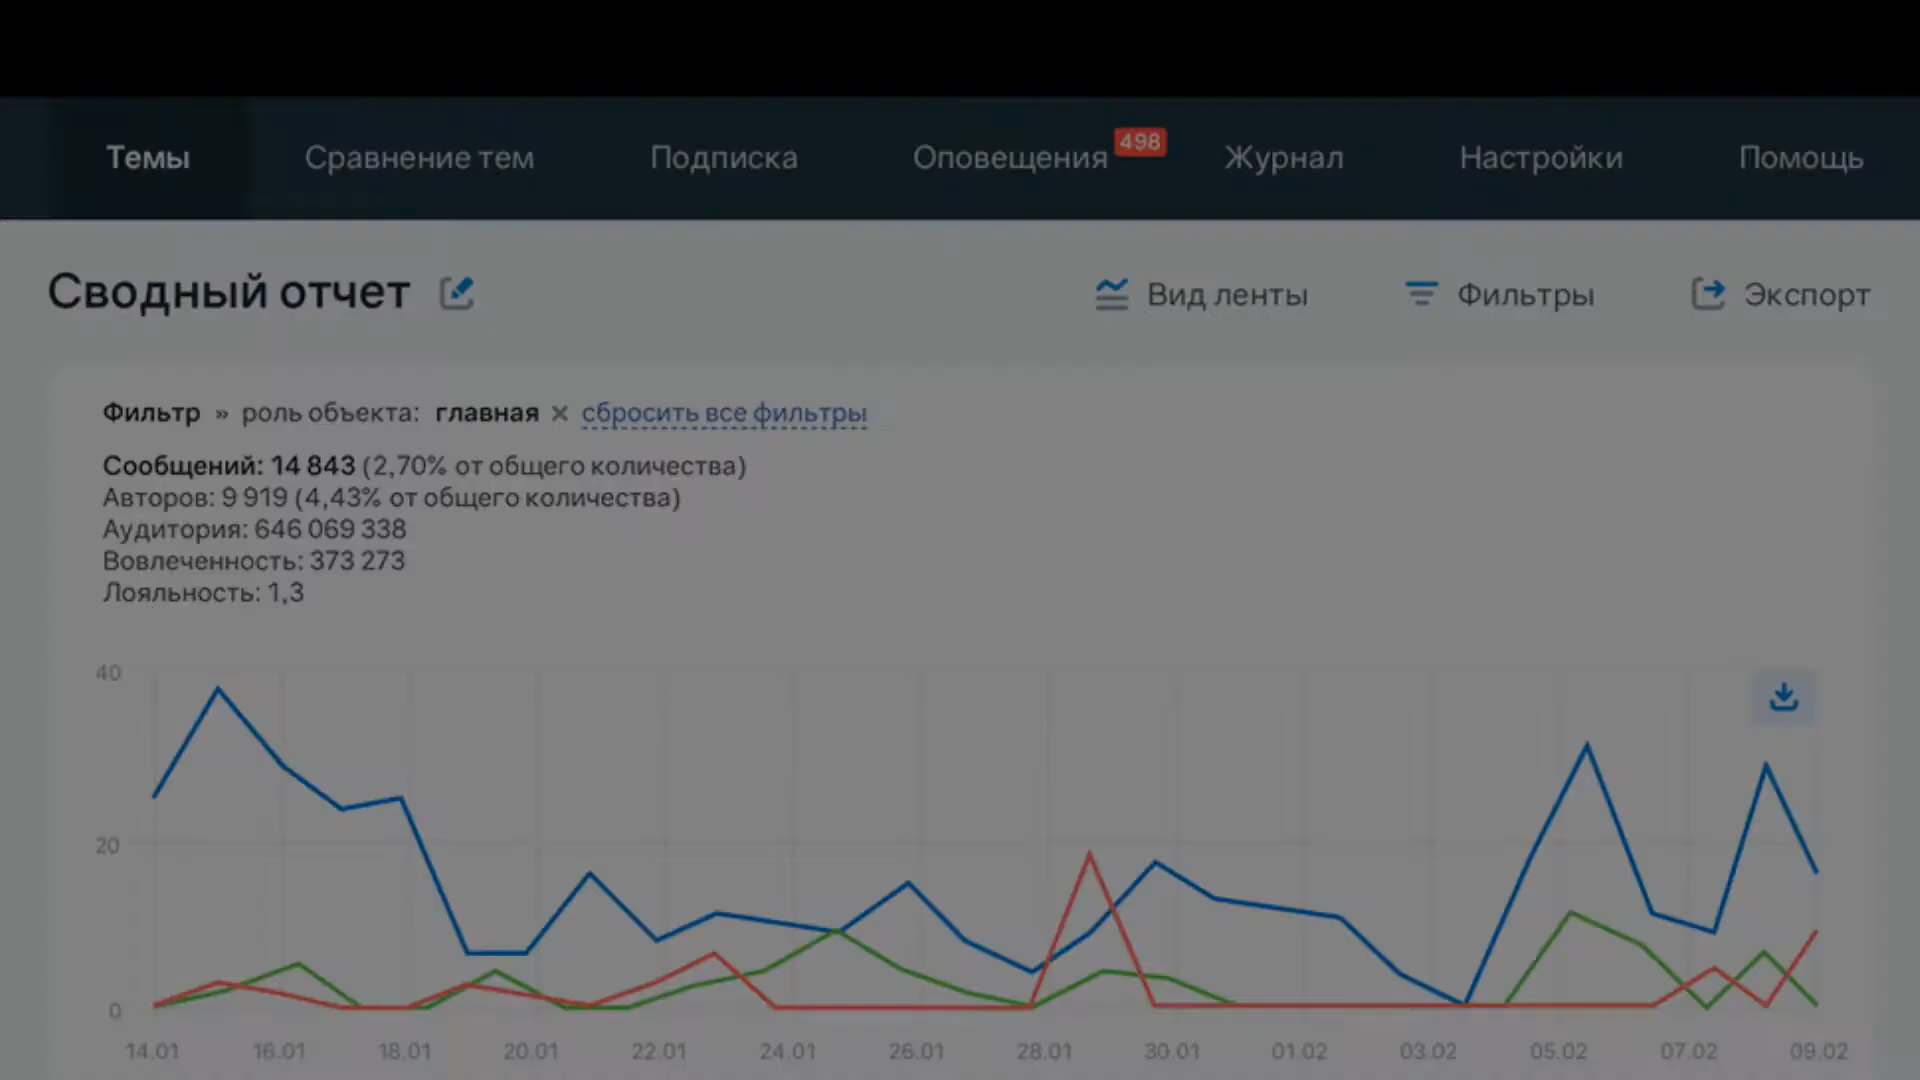 Темы Сравнение тем Подписка Оповещения 498 Журнал Настройки Помощь
Сводный отчет Вид ленты Фильтры Экспорт
Фильтр » роль объекта: главная × сбросить все фильтры
Сообщений: 14 843 (2,70% от общего количества)
Авторов: 9 919 (4,43% от общего количества)
Аудитория: 646 069 338
Вовлеченность: 373 273
Лояльность: 1,3
40
20
0
14.01 16.01 18.01 20.01 22.01 24.01 26.01 28.01 30.01 01.02 03.02 05.02 07.02 09.02